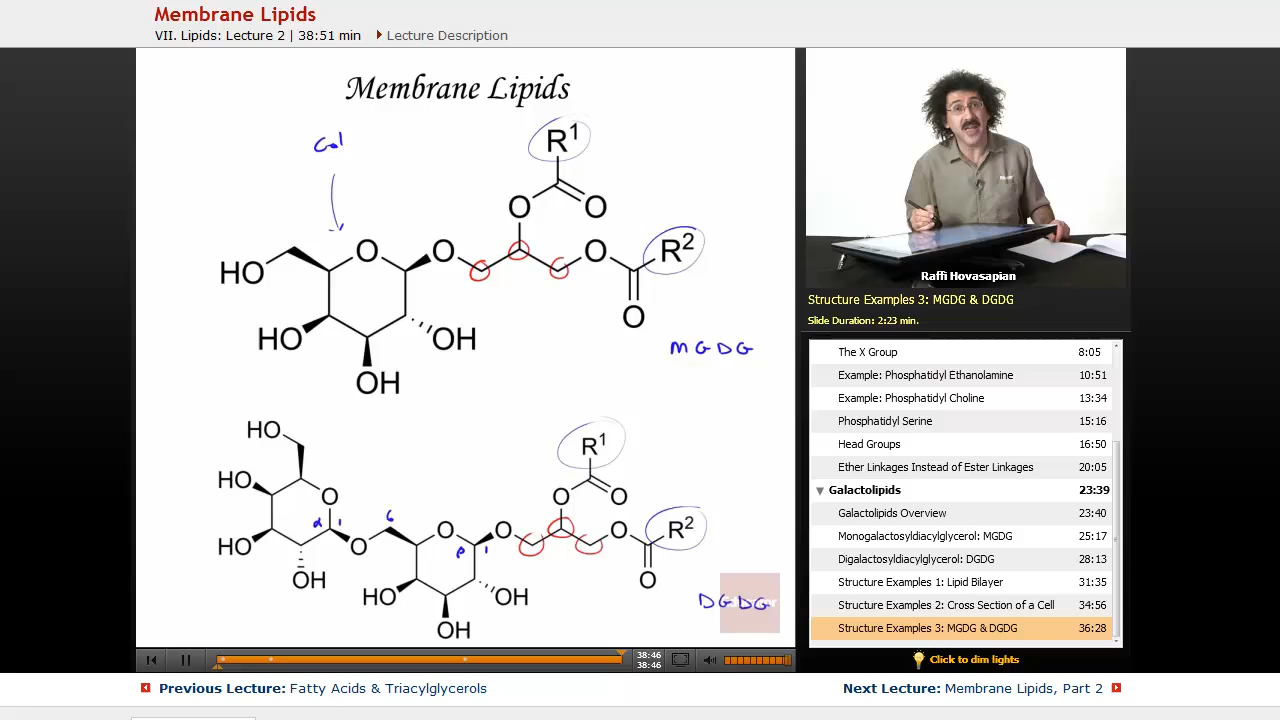 Membrane Lipids
VII. Lipids: Lecture 2 | 38:51 min
Lecture Description
Membrane Lipids
Gal
R1
O
O
O
O
O
R2
HO
O
HO
OH
OH
MGDG
HO
R1
HO
O
O
O
6
O
O
O
R2
α
1
β
1
HO
O
O
OH
HO
OH
OH
DGDG
Raffi Hovasapian
Structure Examples 3: MGDG & DGDG
Slide Duration: 2:23 min.
The X Group 8:05
Example: Phosphatidyl Ethanolamine 10:51
Example: Phosphatidyl Choline 13:34
Phosphatidyl Serine 15:16
Head Groups 16:50
Ether Linkages Instead of Ester Linkages 20:05
Galactolipids 23:39
Galactolipids Overview 23:40
Monogalactosyldiacylglycerol: MGDG 25:17
Digalactosyldiacylglycerol: DGDG 28:13
Structure Examples 1: Lipid Bilayer 31:35
Structure Examples 2: Cross Section of a Cell 34:56
Structure Examples 3: MGDG & DGDG 36:28
38:46
38:46
Click to dim lights
Previous Lecture: Fatty Acids & Triacylglycerols
Next Lecture: Membrane Lipids, Part 2